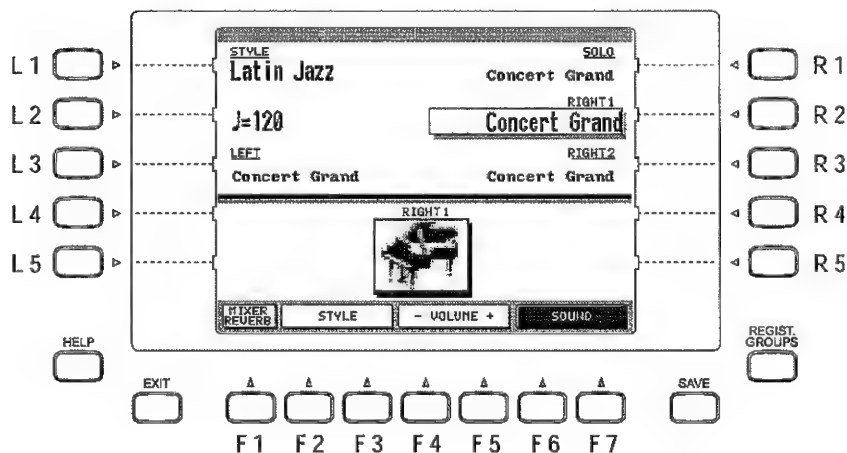 L1
STYLE
SOLO
R1
Latin Jazz
Concert Grand
RIGHT1
L2
♩=120
Concert Grand
R2
LEFT
RIGHT2
L3
Concert Grand
Concert Grand
R3
L4
RIGHT1
R4
L5
R5
MIXER
REVERB
STYLE
- VOLUME +
SOUND
HELP
REGIST.
GROUPS
EXIT
SAVE
F1 F2 F3 F4 F5 F6 F7